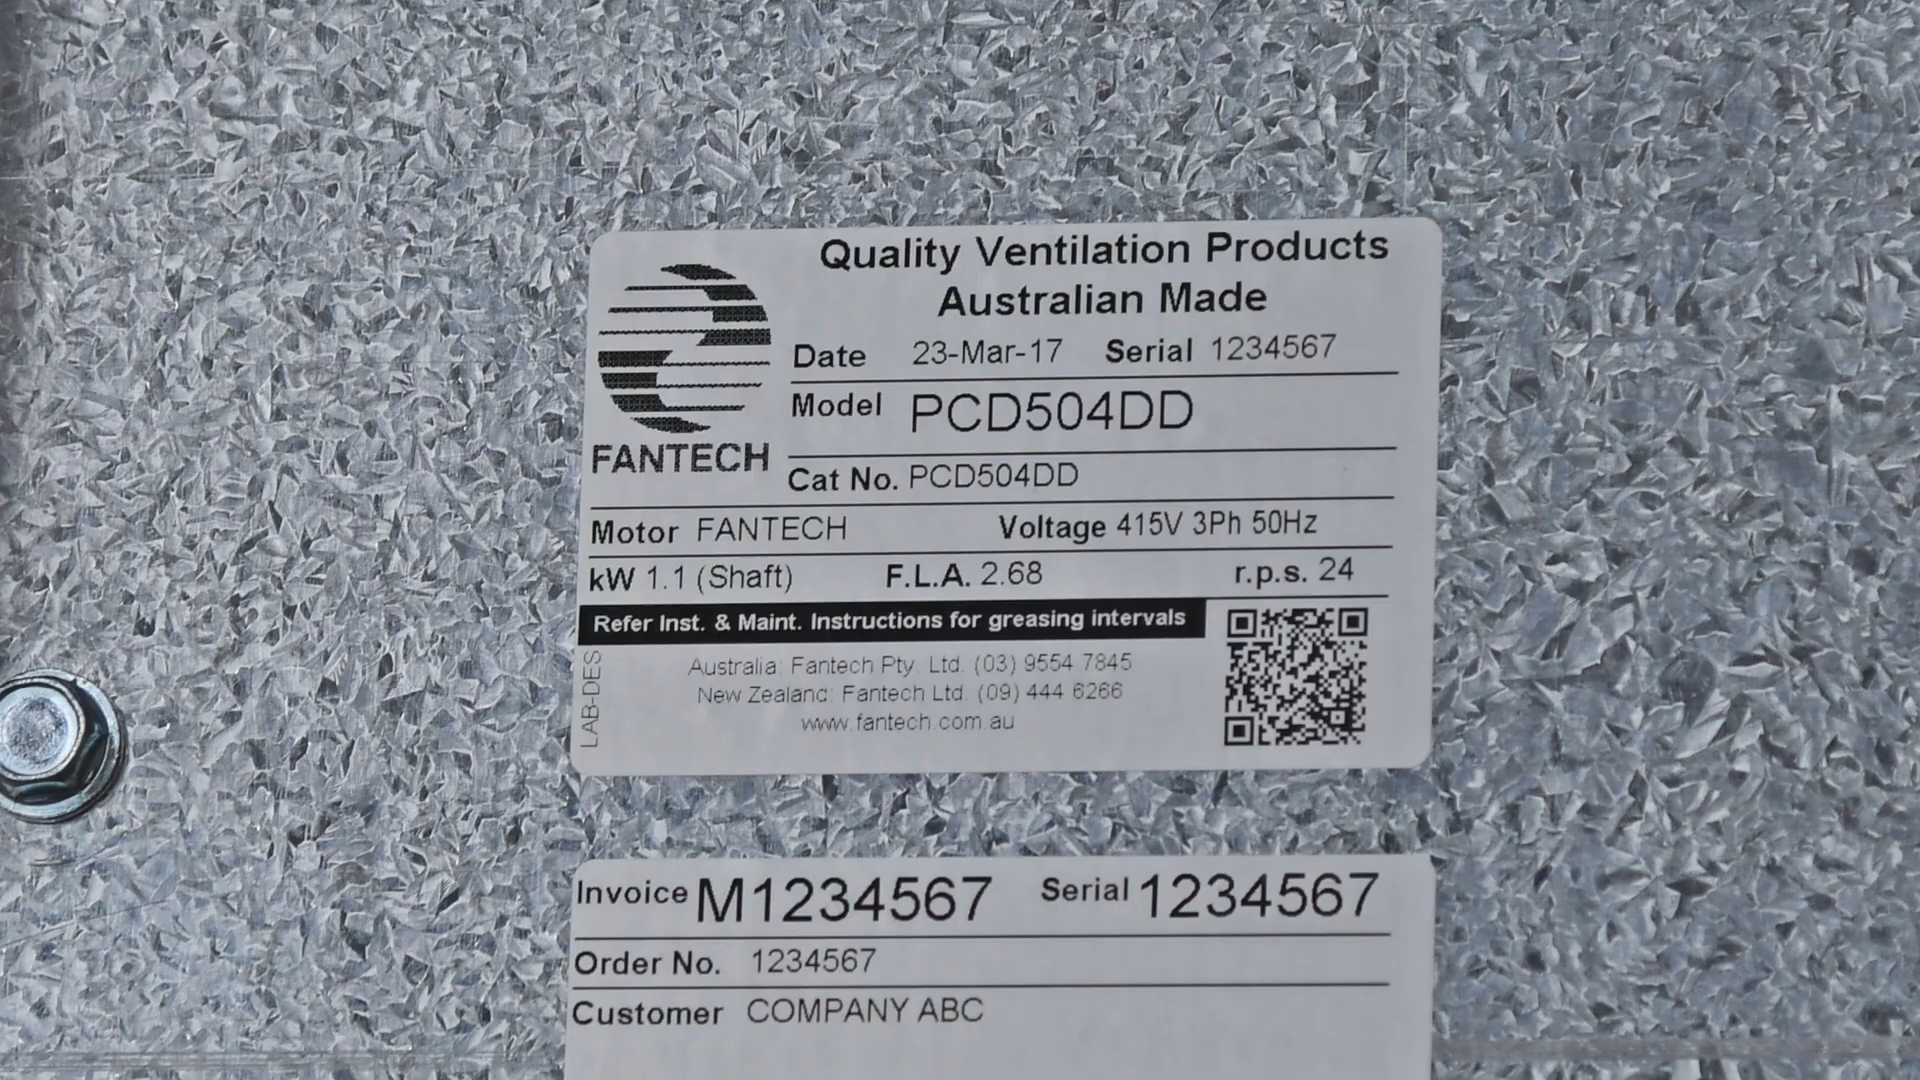 Quality Ventilation Products
Australian Made
Date 23-Mar-17 Serial 1234567
Model PCD504DD
FANTECH
Cat No. PCD504DD
Motor FANTECH Voltage 415V 3Ph 50Hz
kW 1.1 (Shaft) F.L.A. 2.68 r.p.s. 24
Refer Inst. & Maint. Instructions for greasing intervals
LAB-DES
Australia: Fantech Pty. Ltd. (03) 9554 7845
New Zealand: Fantech Ltd. (09) 444 6266
www.fantech.com.au
Invoice M1234567 Serial 1234567
Order No. 1234567
Customer COMPANY ABC